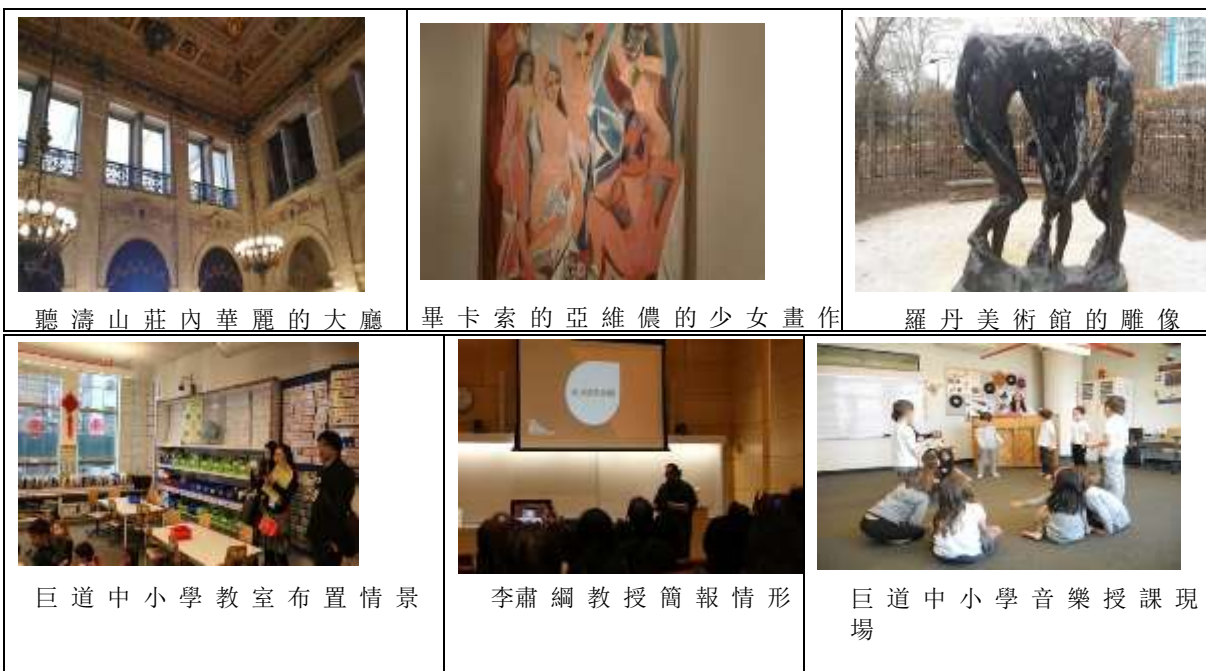 聽濤山莊內華麗的大廳
畢卡索的亞維儂的少女畫作
羅丹美術館的雕像
巨道中小學教室布置情景
李肅綱教授簡報情形
巨道中小學音樂授課現
場